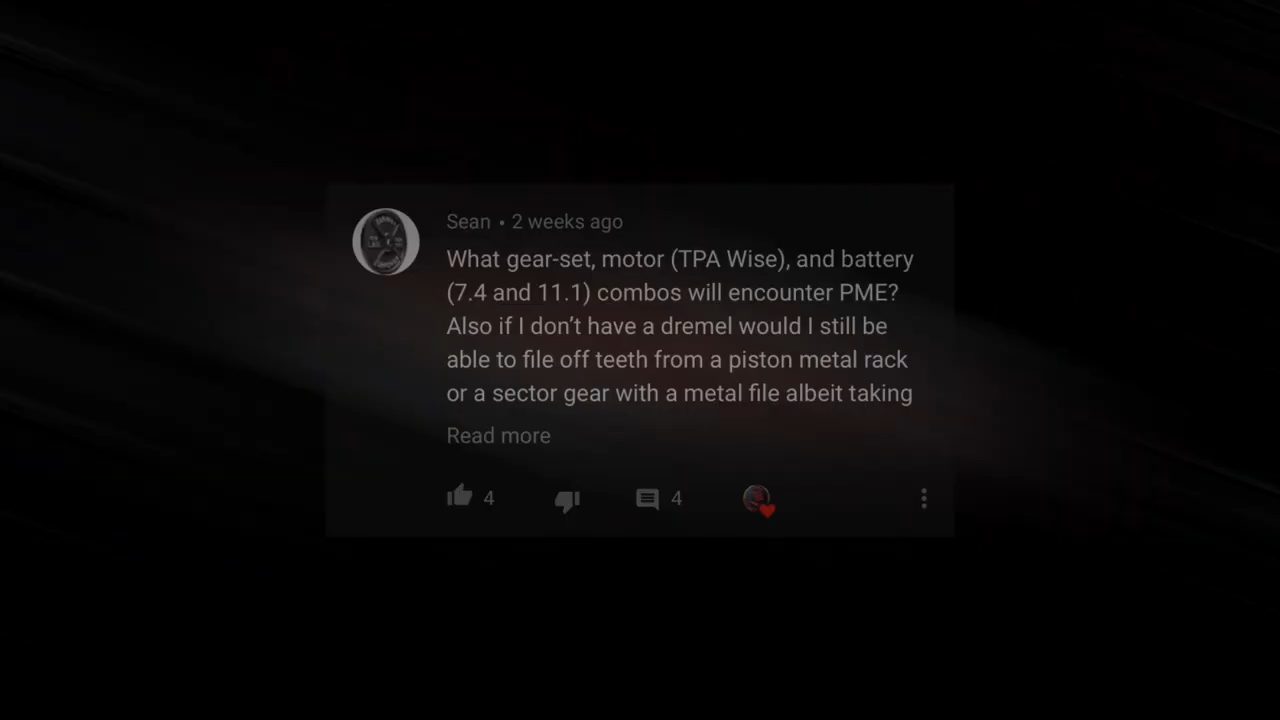 Sean • 2 weeks ago
What gear-set, motor (TPA Wise), and battery
(7.4 and 11.1) combos will encounter PME?
Also if I don’t have a dremel would I still be
able to file off teeth from a piston metal rack
or a sector gear with a metal file albeit taking
Read more
4
4